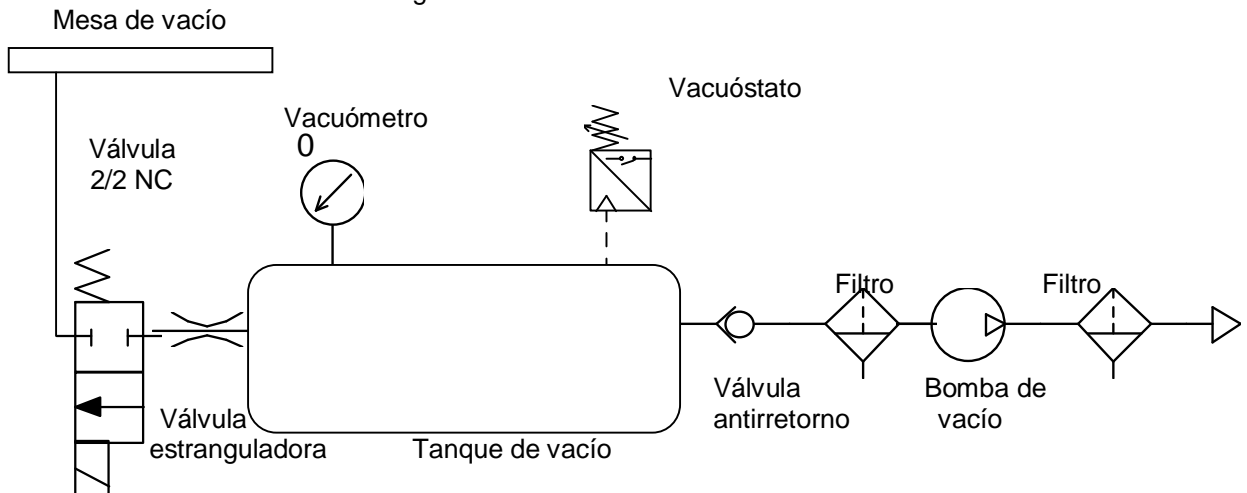 Mesa de vacío
Vacuóstato
Vacuómetro
0
Válvula
2/2 NC
Filtro
Filtro
Válvula
antirretorno
Bomba de
vacío
Válvula
estranguladora
Tanque de vacío